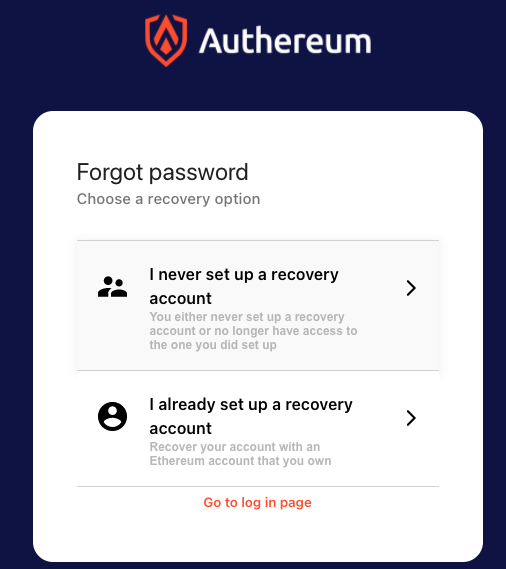 Authereum
Forgot password
Choose a recovery option
I never set up a recovery
account
You either never set up a recovery
account or no longer have access to
the one you did set up
I already set up a recovery
account
Recover your account with an
Ethereum account that you own
Go to log in page